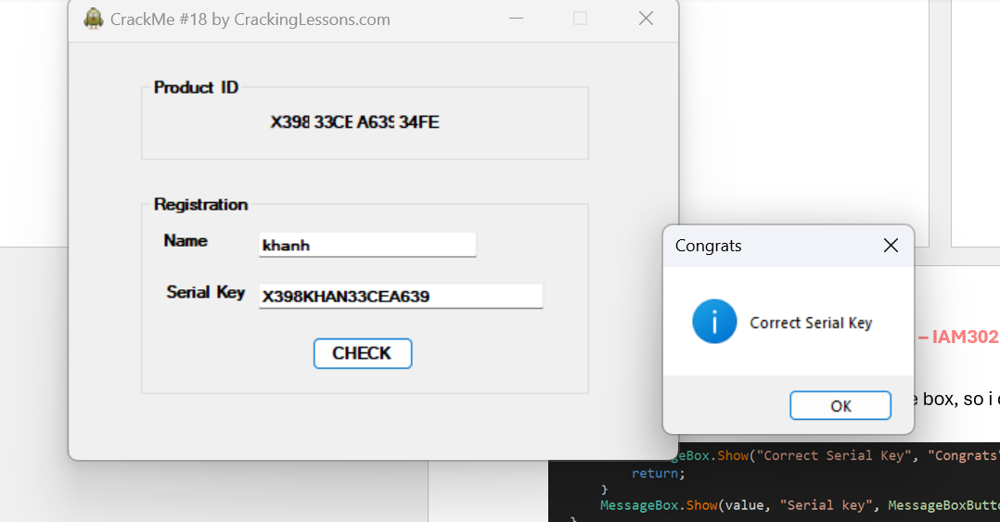 CrackMe #18 by CrackingLessons.com
Product ID
X398 33CE A639 34FE
Registration
Name
khanh
Serial Key
X398KHAN33CEA639
CHECK
Congrats
Correct Serial Key
OK
– IAM302
box, so i
geBox.Show("Correct Serial Key", "Congrats"
return;
}
MessageBox.Show(value, "Serial key", MessageBoxButto
}